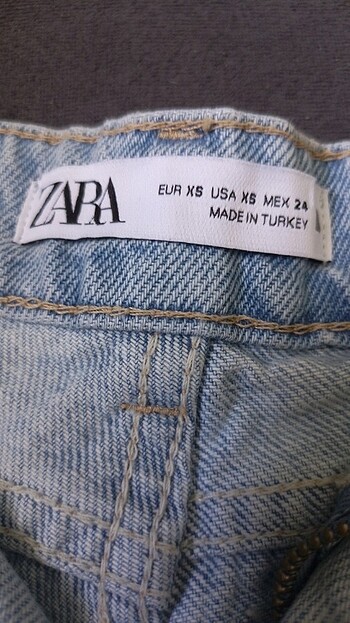 ZARA
EUR XS USA XS MEX 24
MADE IN TURKEY